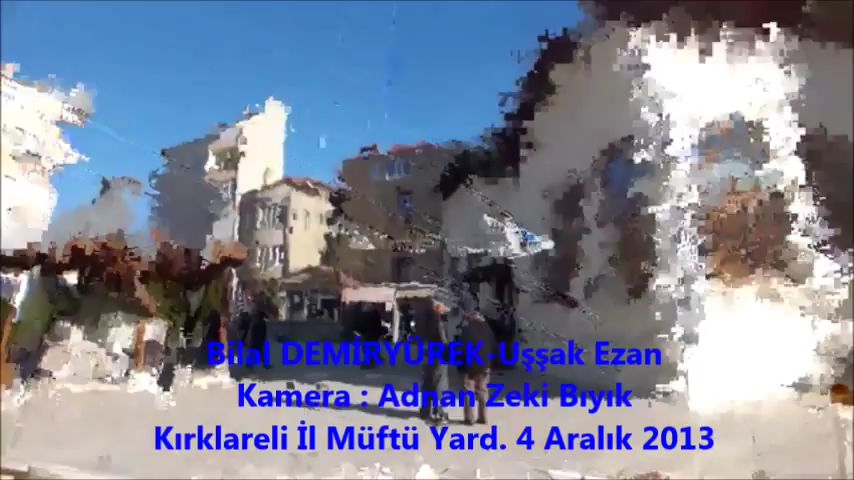 Bilal DEMİRYÜREK-Uşşak Ezan
Kamera : Adnan Zeki Bıyık
Kırklareli İl Müftü Yard. 4 Aralık 2013